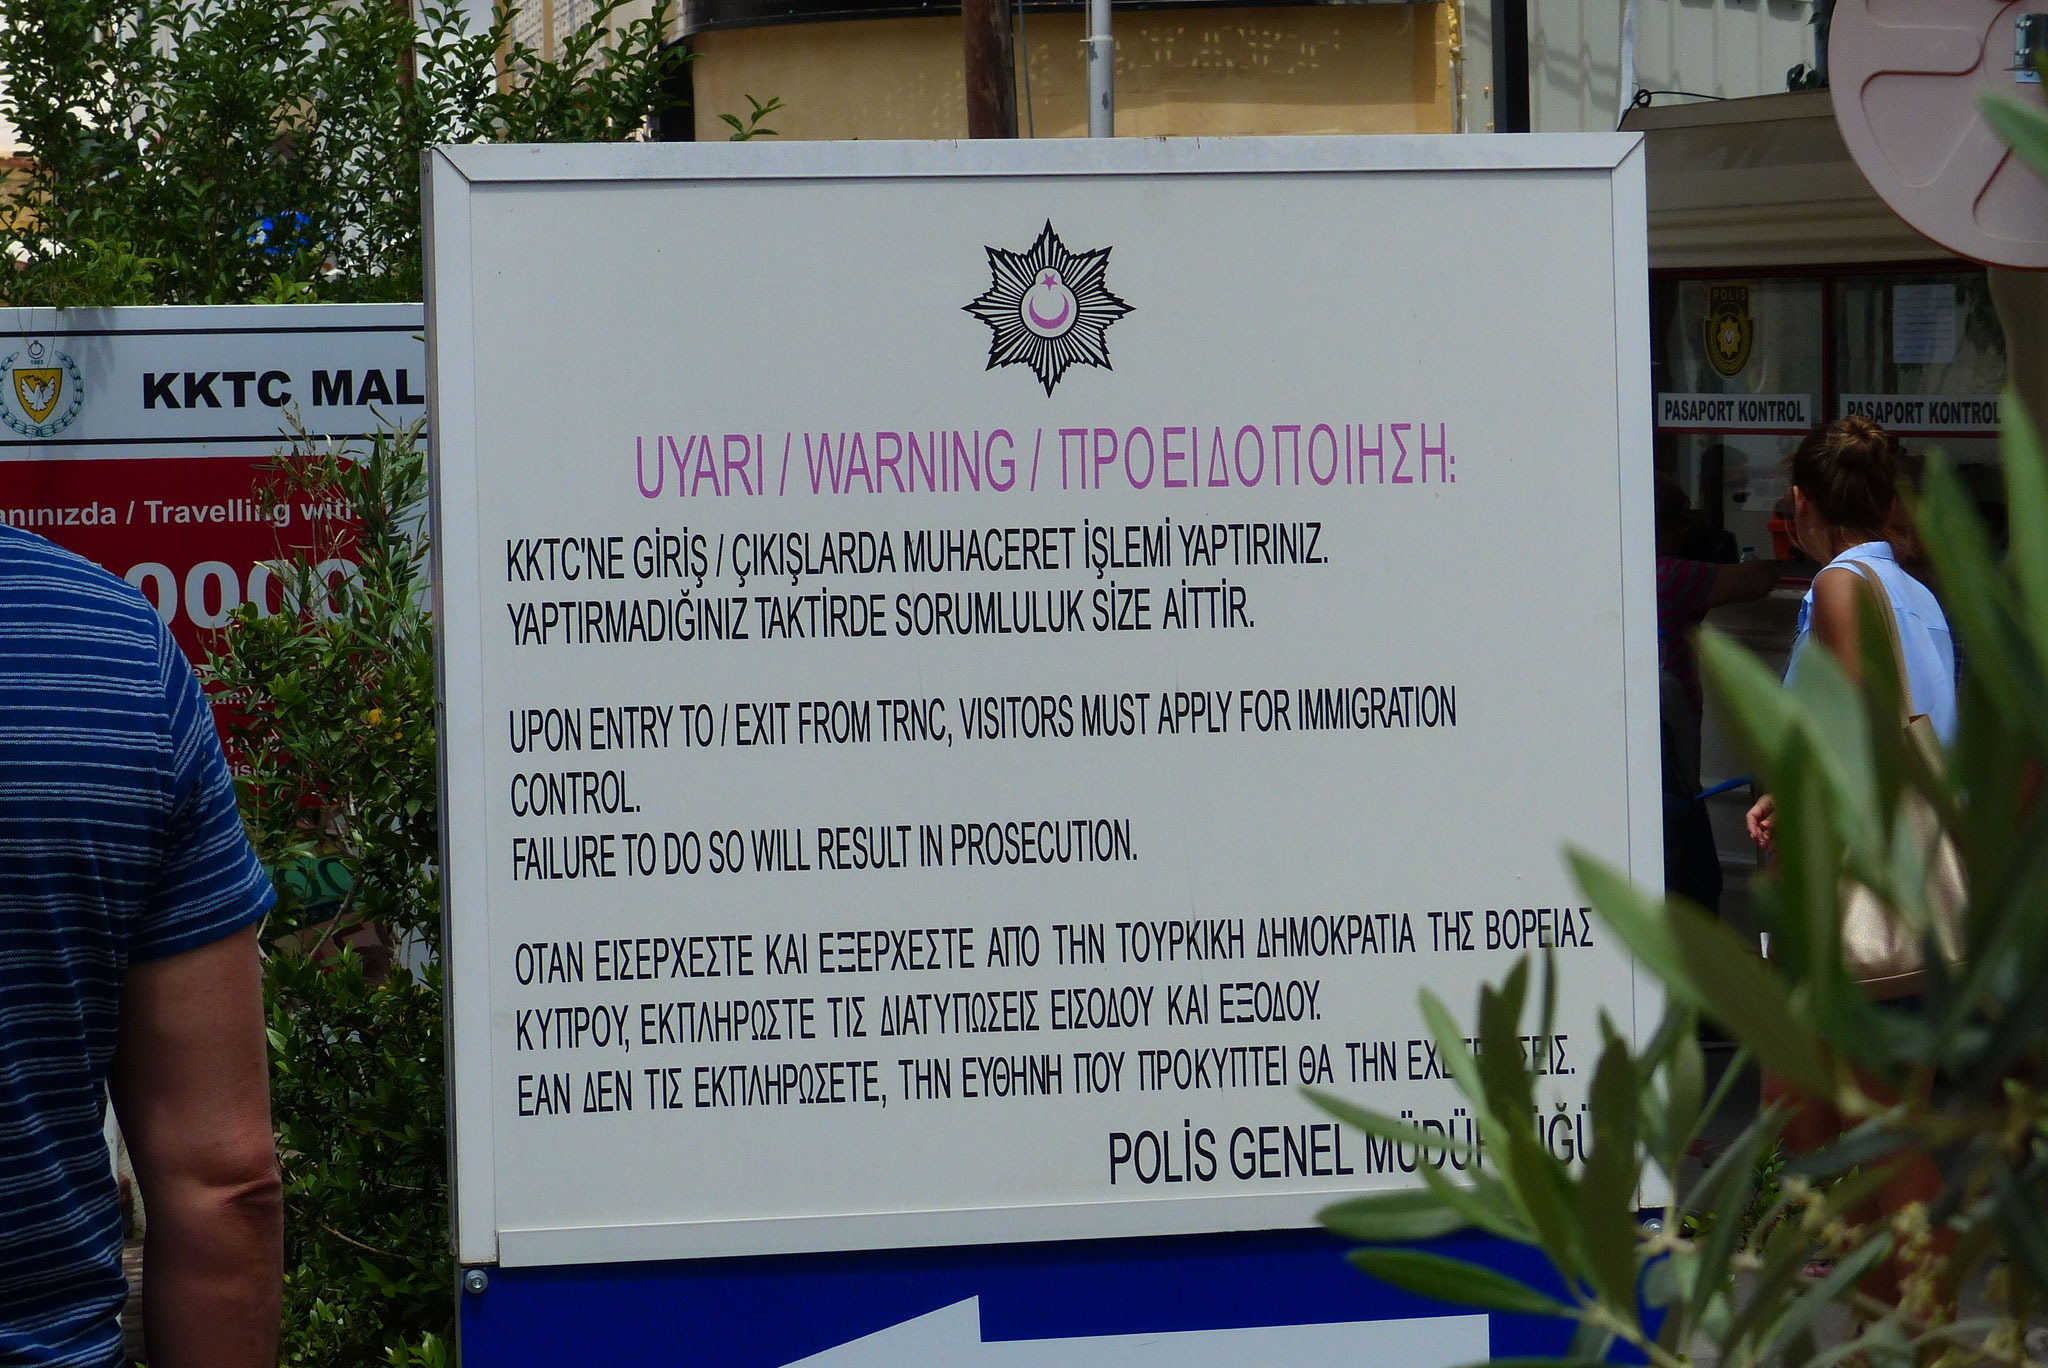 UYARI / WARNING / ΠΡΟΕΙΔΟΠΟΙΗΣΗ:
KKTC'NE GİRİŞ / ÇIKIŞLARDA MUHACERET İŞLEMİ YAPTIRINIZ.
YAPTIRMADIĞINIZ TAKTİRDE SORUMLULUK SİZE AİTTİR.
UPON ENTRY TO / EXIT FROM TRNC, VISITORS MUST APPLY FOR IMMIGRATION
CONTROL.
FAILURE TO DO SO WILL RESULT IN PROSECUTION.
ΟΤΑΝ ΕΙΣΕΡΧΕΣΤΕ ΚΑΙ ΕΞΕΡΧΕΣΤΕ ΑΠΟ ΤΗΝ ΤΟΥΡΚΙΚΗ ΔΗΜΟΚΡΑΤΙΑ ΤΗΣ ΒΟΡΕΙΑΣ
ΚΥΠΡΟΥ, ΕΚΠΛΗΡΩΣΤΕ ΤΙΣ ΔΙΑΤΥΠΩΣΕΙΣ ΕΙΣΟΔΟΥ ΚΑΙ ΕΞΟΔΟΥ.
ΕΑΝ ΔΕΝ ΤΙΣ ΕΚΠΛΗΡΩΣΕΤΕ, ΤΗΝ ΕΥΘΗΝΗ ΠΟΥ ΠΡΟΚΥΠΤΕΙ ΘΑ ΤΗΝ
POLİS GENEL
KKTC MAL
1983
/ Travelling with
POLIS
PASAPORT KONTROL
PASAPORT KONTROL